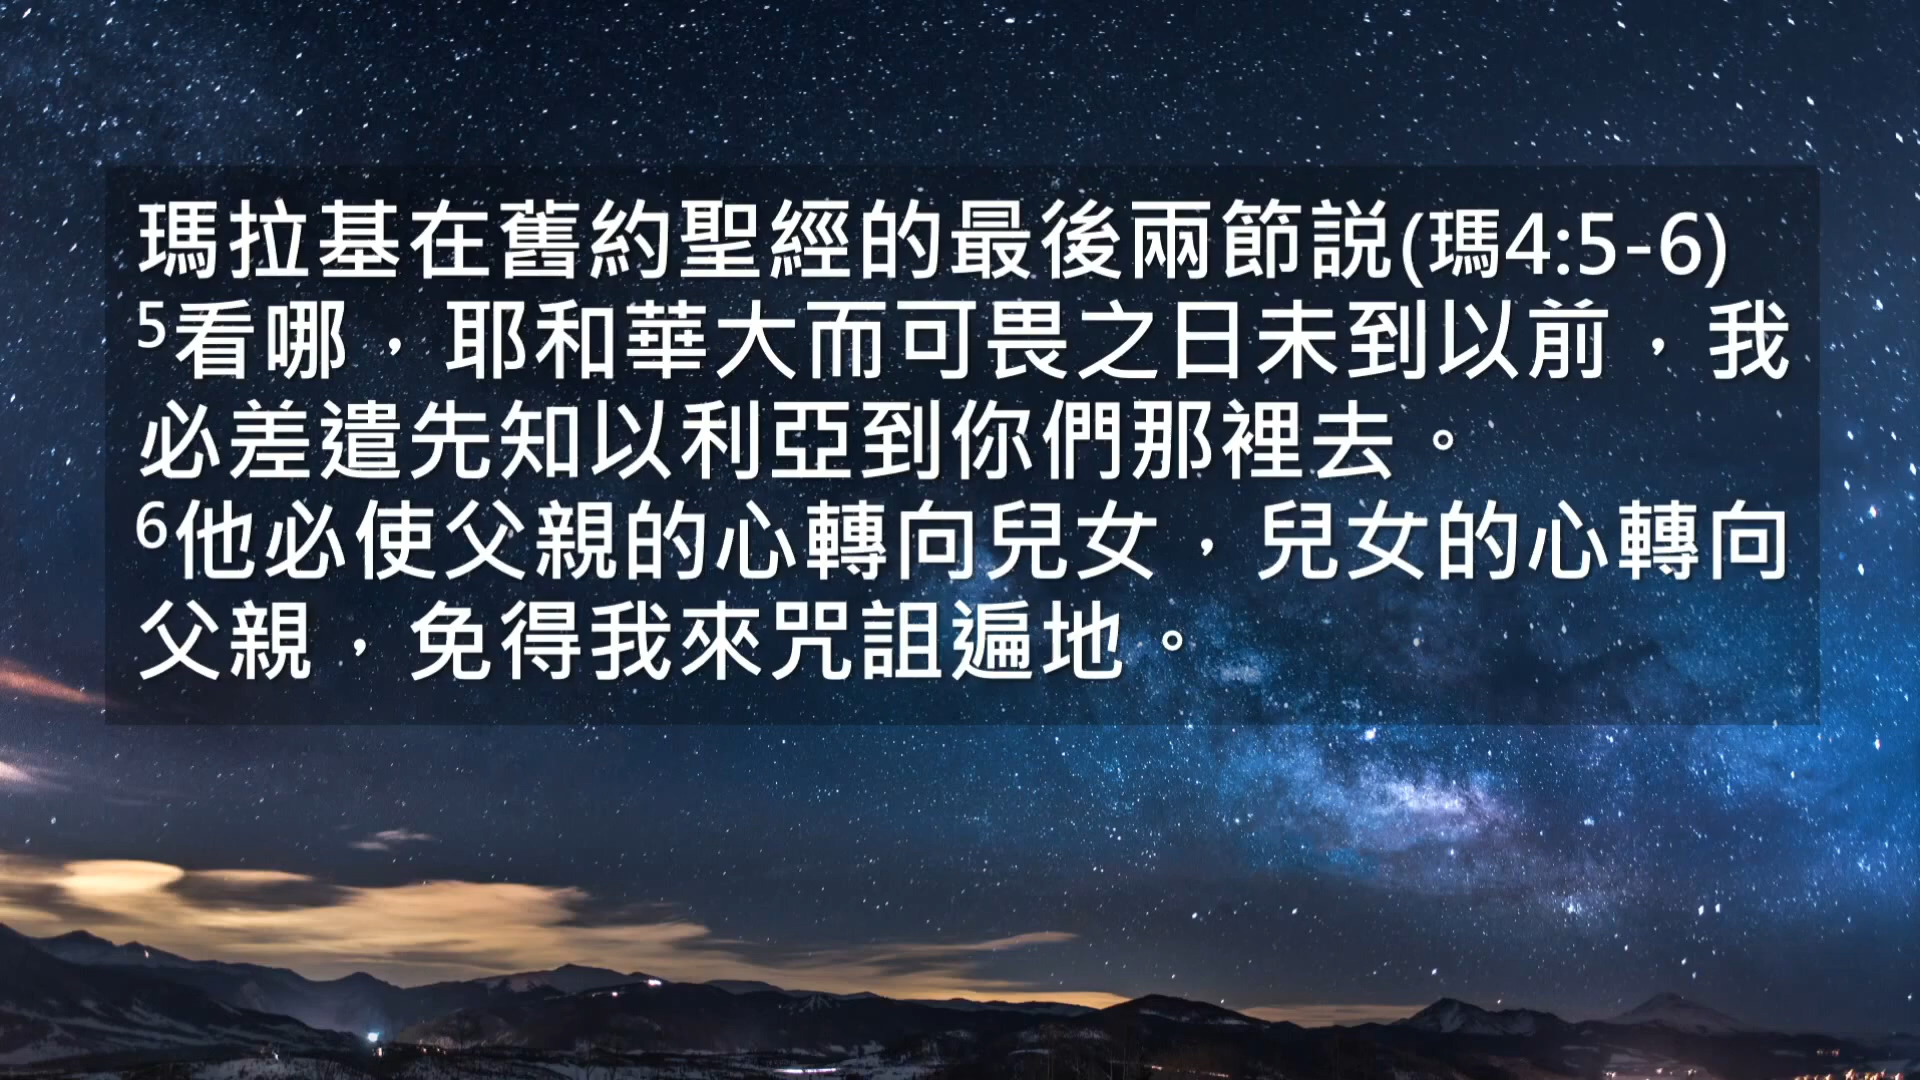 瑪拉基在舊約聖經的最後兩節説(瑪4:5-6)
5看哪，耶和華大而可畏之日未到以前，我
必差遣先知以利亞到你們那裡去。
6他必使父親的心轉向兒女，兒女的心轉向
父親，免得我來咒詛遍地。